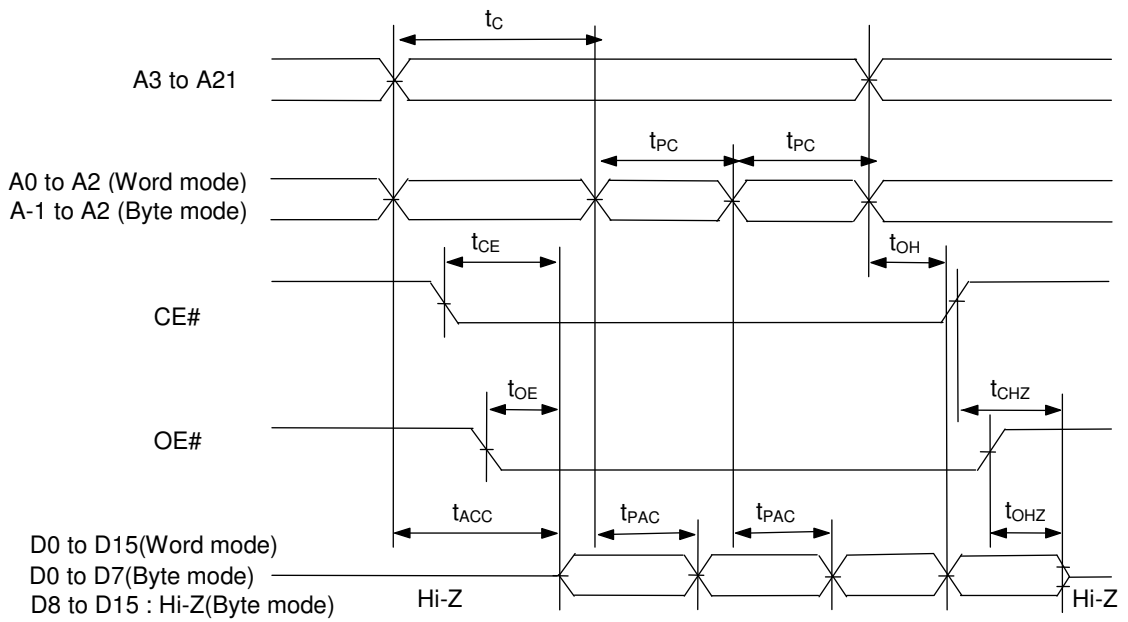 tC
A3 to A21
tPC tPC
A0 to A2 (Word mode)
A-1 to A2 (Byte mode)
tCE tOH
CE#
tOE tCHZ
OE#
tACC tPAC tPAC tOHZ
D0 to D15(Word mode)
D0 to D7(Byte mode)
D8 to D15 : Hi-Z(Byte mode)
Hi-Z Hi-Z